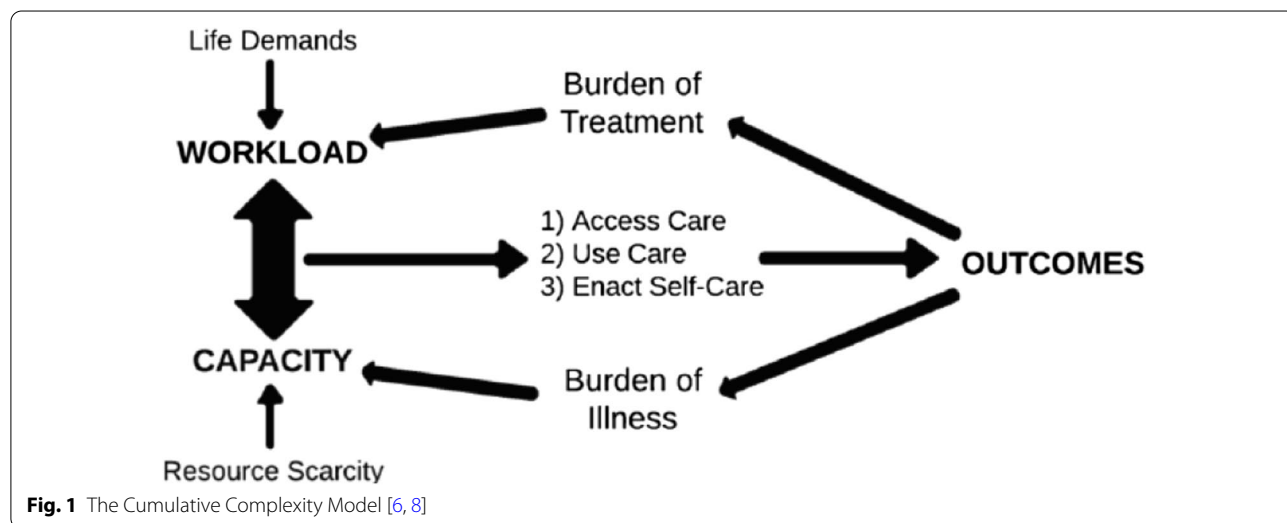 Life Demands
Burden of
Treatment
WORKLOAD
1) Access Care
2) Use Care
3) Enact Self-Care
OUTCOMES
CAPACITY
Burden of
Illness
Resource Scarcity
Fig. 1 The Cumulative Complexity Model [6, 8]